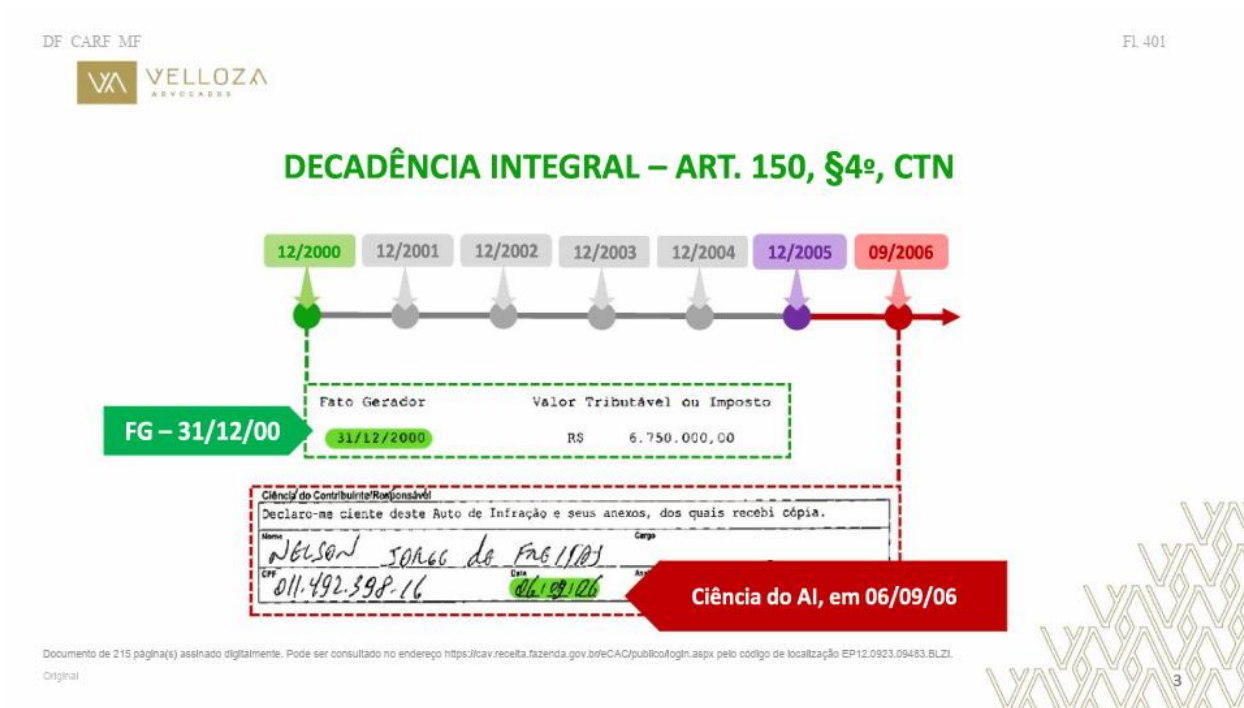 DF CARF MF
Fl. 401
VELLOZA
ADVOGADOS
DECADÊNCIA INTEGRAL – ART. 150, §4º, CTN
12/2000 12/2001 12/2002 12/2003 12/2004 12/2005 09/2006
Fato Gerador Valor Tributável ou Imposto
FG – 31/12/00
31/12/2000 R$ 6.750.000,00
Ciência do Contribuinte/Responsável
Declaro-me ciente deste Auto de Infração e seus anexos, dos quais recebi cópia.
Nome Cargo
NELSON JORGE de FREITAS
CPF Data
011.492.398-16 06/09/06
Ciência do AI, em 06/09/06
Documento de 215 página(s) assinado digitalmente. Pode ser consultado no endereço https://cav.receita.fazenda.gov.br/eCAC/publico/login.aspx pelo código de localização EP12.0923.09483.BLZI.
Original
3